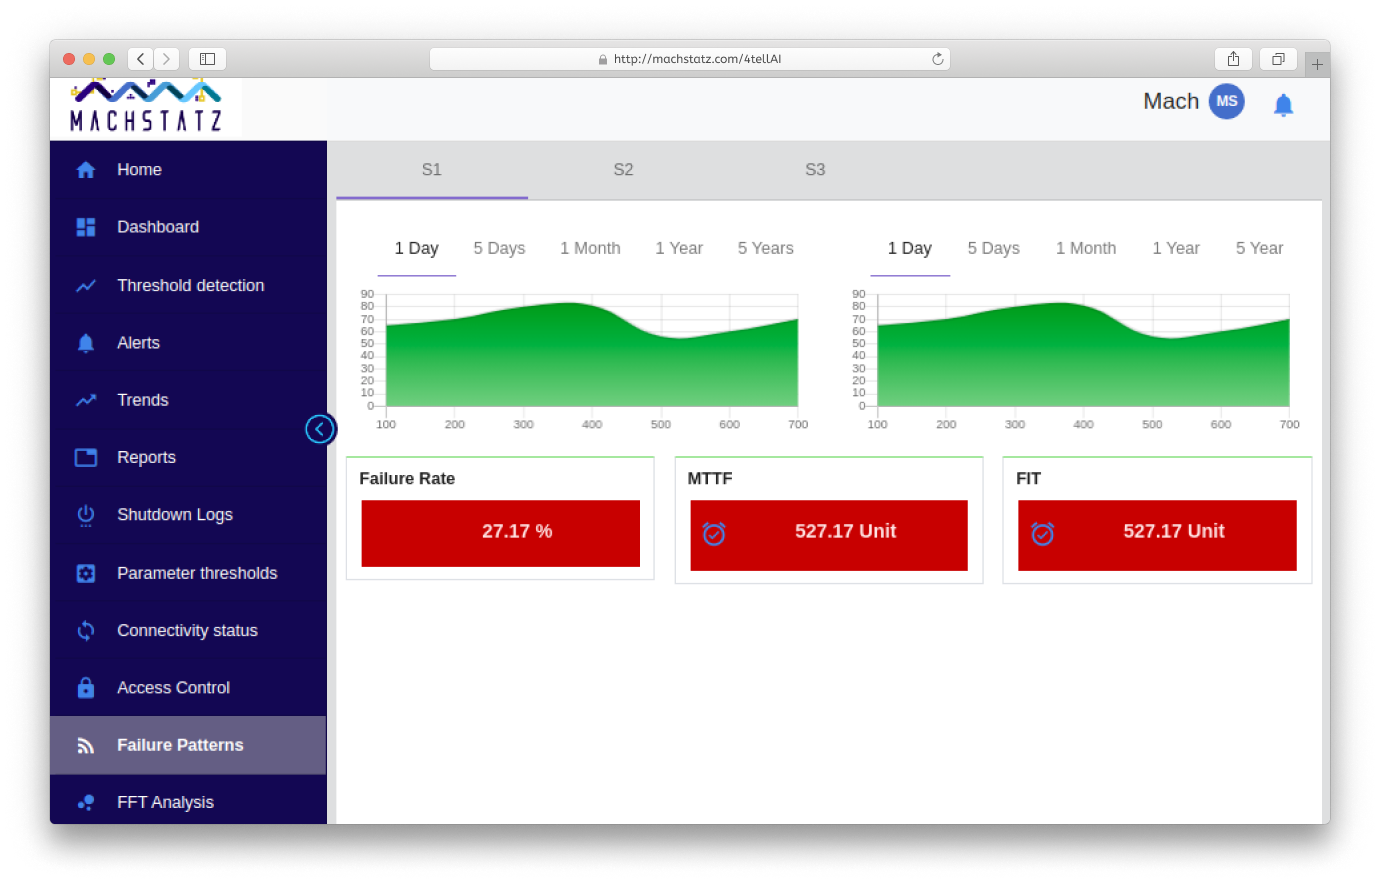 http://machstatz.com/4tellAI
MACHSTATZ
Mach MS
Home
Dashboard
Threshold detection
Alerts
Trends
Reports
Shutdown Logs
Parameter thresholds
Connectivity status
Access Control
Failure Patterns
FFT Analysis
S1 S2 S3
1 Day 5 Days 1 Month 1 Year 5 Years
90
80
70
60
50
40
30
20
10
0
100 200 300 400 500 600 700
1 Day 5 Days 1 Month 1 Year 5 Year
90
80
70
60
50
40
30
20
10
0
100 200 300 400 500 600 700
Failure Rate
27.17 %
MTTF
527.17 Unit
FIT
527.17 Unit